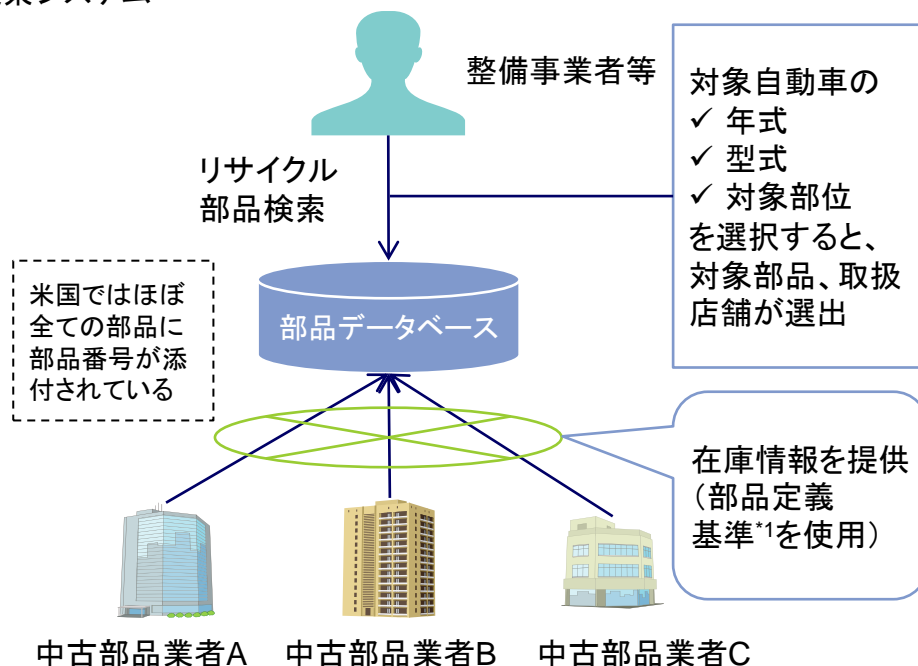 整備事業者等
リサイクル
部品検索
対象自動車の
✓ 年式
✓ 型式
✓ 対象部位
を選択すると、
対象部品、取扱
店舗が選出
米国ではほぼ
全ての部品に
部品番号が添
付されている
部品データベース
在庫情報を提供
（部品定義
基準*1を使用）
中古部品業者A
中古部品業者B
中古部品業者C